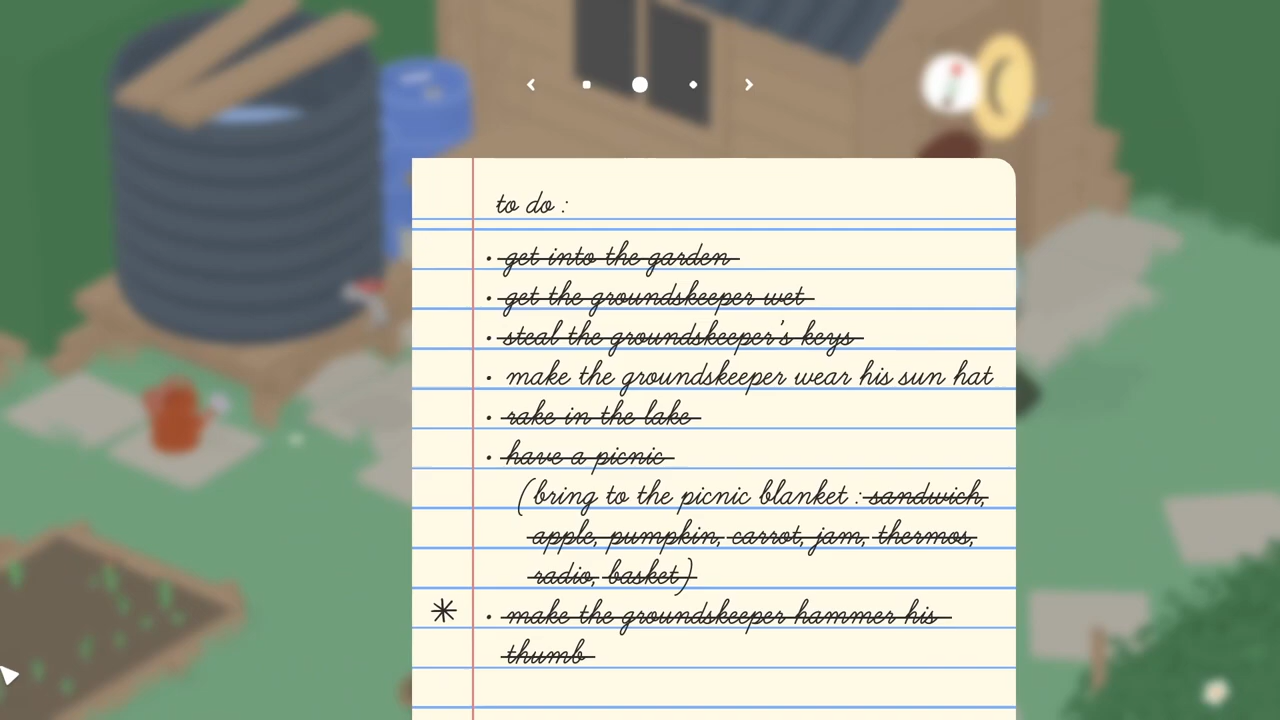 to do :
• get into the garden
• get the groundskeeper wet
• steal the groundskeeper's keys
• make the groundskeeper wear his sun hat
• rake in the lake
• have a picnic
(bring to the picnic blanket : sandwich,
apple, pumpkin, carrot, jam, thermos,
radio, basket)
• make the groundskeeper hammer his
thumb